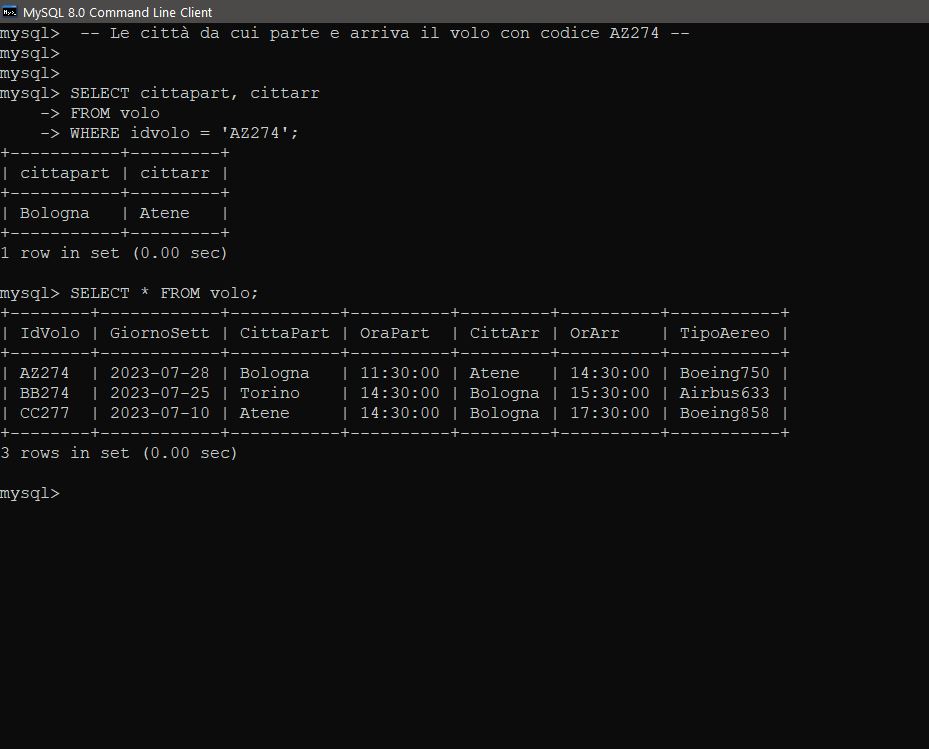 MySQL 8.0 Command Line Client
mysql>  -- Le città da cui parte e arriva il volo con codice AZ274 --
mysql>
mysql>
mysql> SELECT cittapart, cittarr
    -> FROM volo
    -> WHERE idvolo = 'AZ274';
+-----------+---------+
| cittapart | cittarr |
+-----------+---------+
| Bologna   | Atene   |
+-----------+---------+
1 row in set (0.00 sec)

mysql> SELECT * FROM volo;
+--------+------------+-----------+----------+---------+----------+-----------+
| IdVolo | GiornoSett | CittaPart | OraPart  | CittArr | OrArr    | TipoAereo |
+--------+------------+-----------+----------+---------+----------+-----------+
| AZ274  | 2023-07-28 | Bologna   | 11:30:00 | Atene   | 14:30:00 | Boeing750 |
| BB274  | 2023-07-25 | Torino    | 14:30:00 | Bologna | 15:30:00 | Airbus633 |
| CC277  | 2023-07-10 | Atene     | 14:30:00 | Bologna | 17:30:00 | Boeing858 |
+--------+------------+-----------+----------+---------+----------+-----------+
3 rows in set (0.00 sec)

mysql>